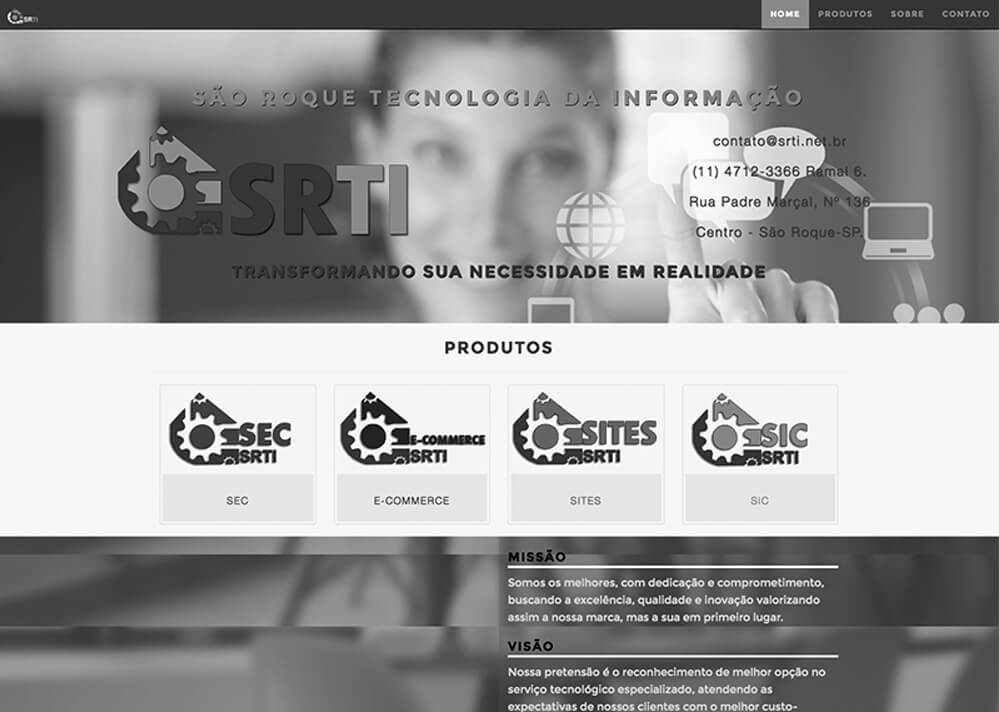 SRTI
HOME PRODUTOS SOBRE CONTATO
SÃO ROQUE TECNOLOGIA DA INFORMAÇÃO
SRTI
contato@srti.net.br
(11) 4712-3366 Ramal 6.
Rua Padre Marçal, Nº 136
Centro - São Roque-SP.
TRANSFORMANDO SUA NECESSIDADE EM REALIDADE
PRODUTOS
SEC
SRTI
SEC
E-COMMERCE
SRTI
E-COMMERCE
SITES
SRTI
SITES
SIC
SRTI
SIC
MISSÃO
Somos os melhores, com dedicação e comprometimento,
buscando a excelência, qualidade e inovação valorizando
assim a nossa marca, mas a sua em primeiro lugar.
VISÃO
Nossa pretensão é o reconhecimento de melhor opção no
serviço tecnológico especializado, atendendo as
expectativas de nossos clientes com o melhor custo-